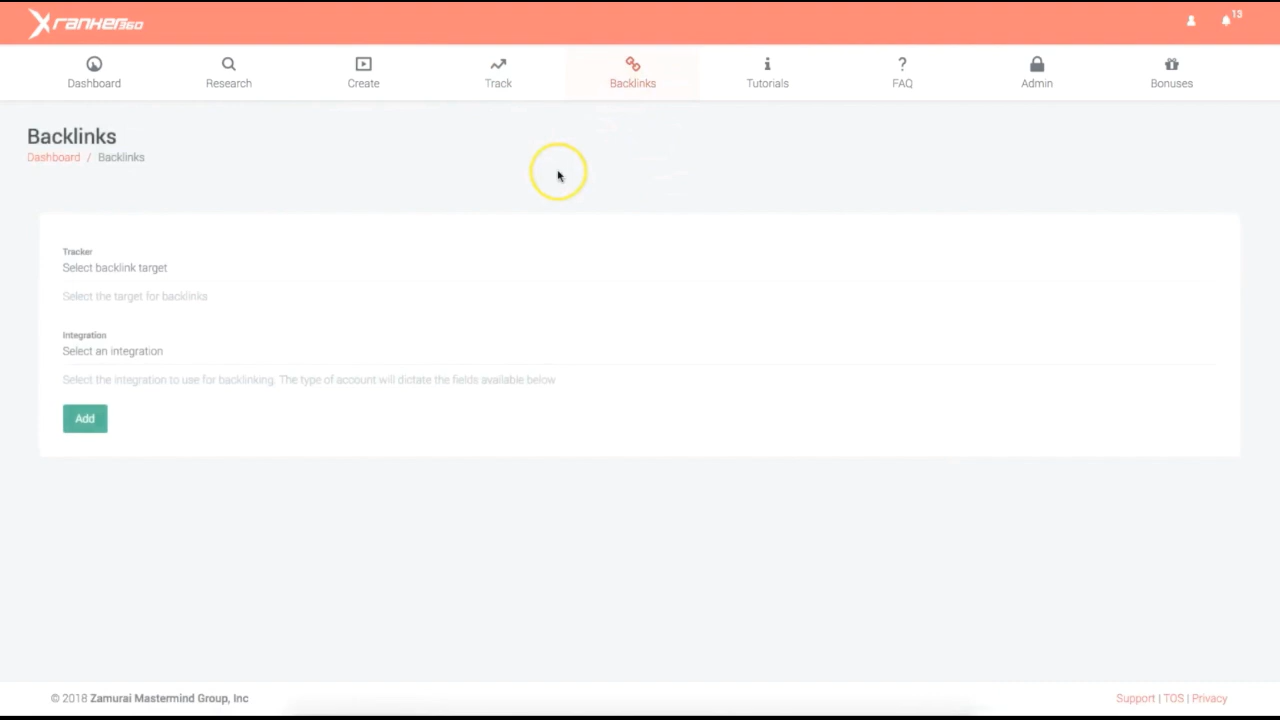 Xranker360
13
Dashboard Research Create Track Backlinks Tutorials FAQ Admin Bonuses
Backlinks
Dashboard / Backlinks
Tracker
Select backlink target
Select the target for backlinks
Integration
Select an integration
Select the integration to use for backlinking. The type of account will dictate the fields available below
Add
© 2018 Zamurai Mastermind Group, Inc
Support | TOS | Privacy